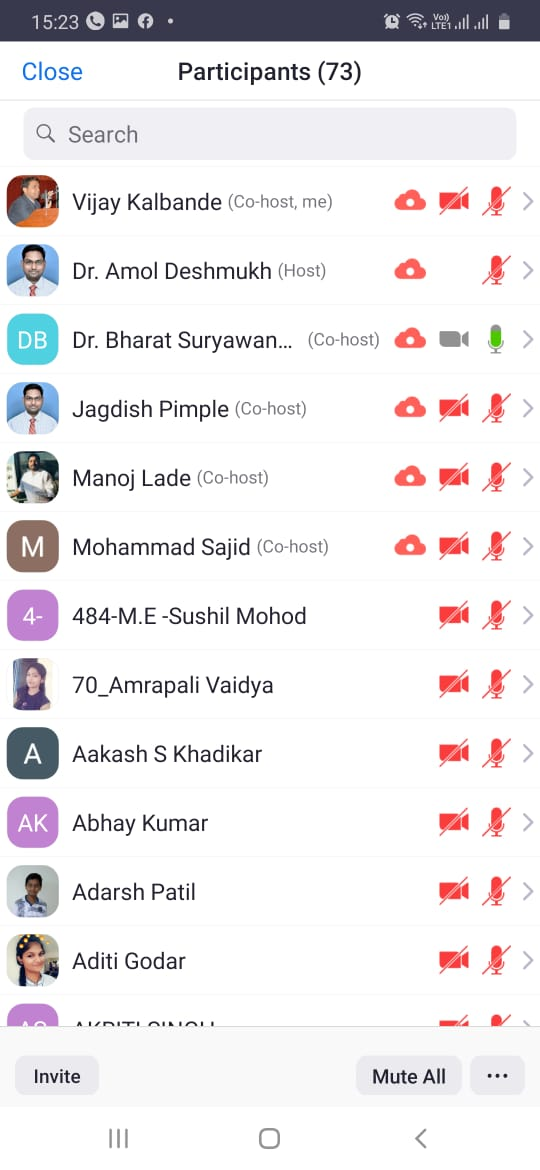 15:23 Vo) LTE1
Close Participants (73)
Search
Vijay Kalbande (Co-host, me)
Dr. Amol Deshmukh (Host)
DB Dr. Bharat Suryawan... (Co-host)
Jagdish Pimple (Co-host)
Manoj Lade (Co-host)
M Mohammad Sajid (Co-host)
4- 484-M.E -Sushil Mohod
70_Amrapali Vaidya
A Aakash S Khadikar
AK Abhay Kumar
Adarsh Patil
Aditi Godar
Invite Mute All ...